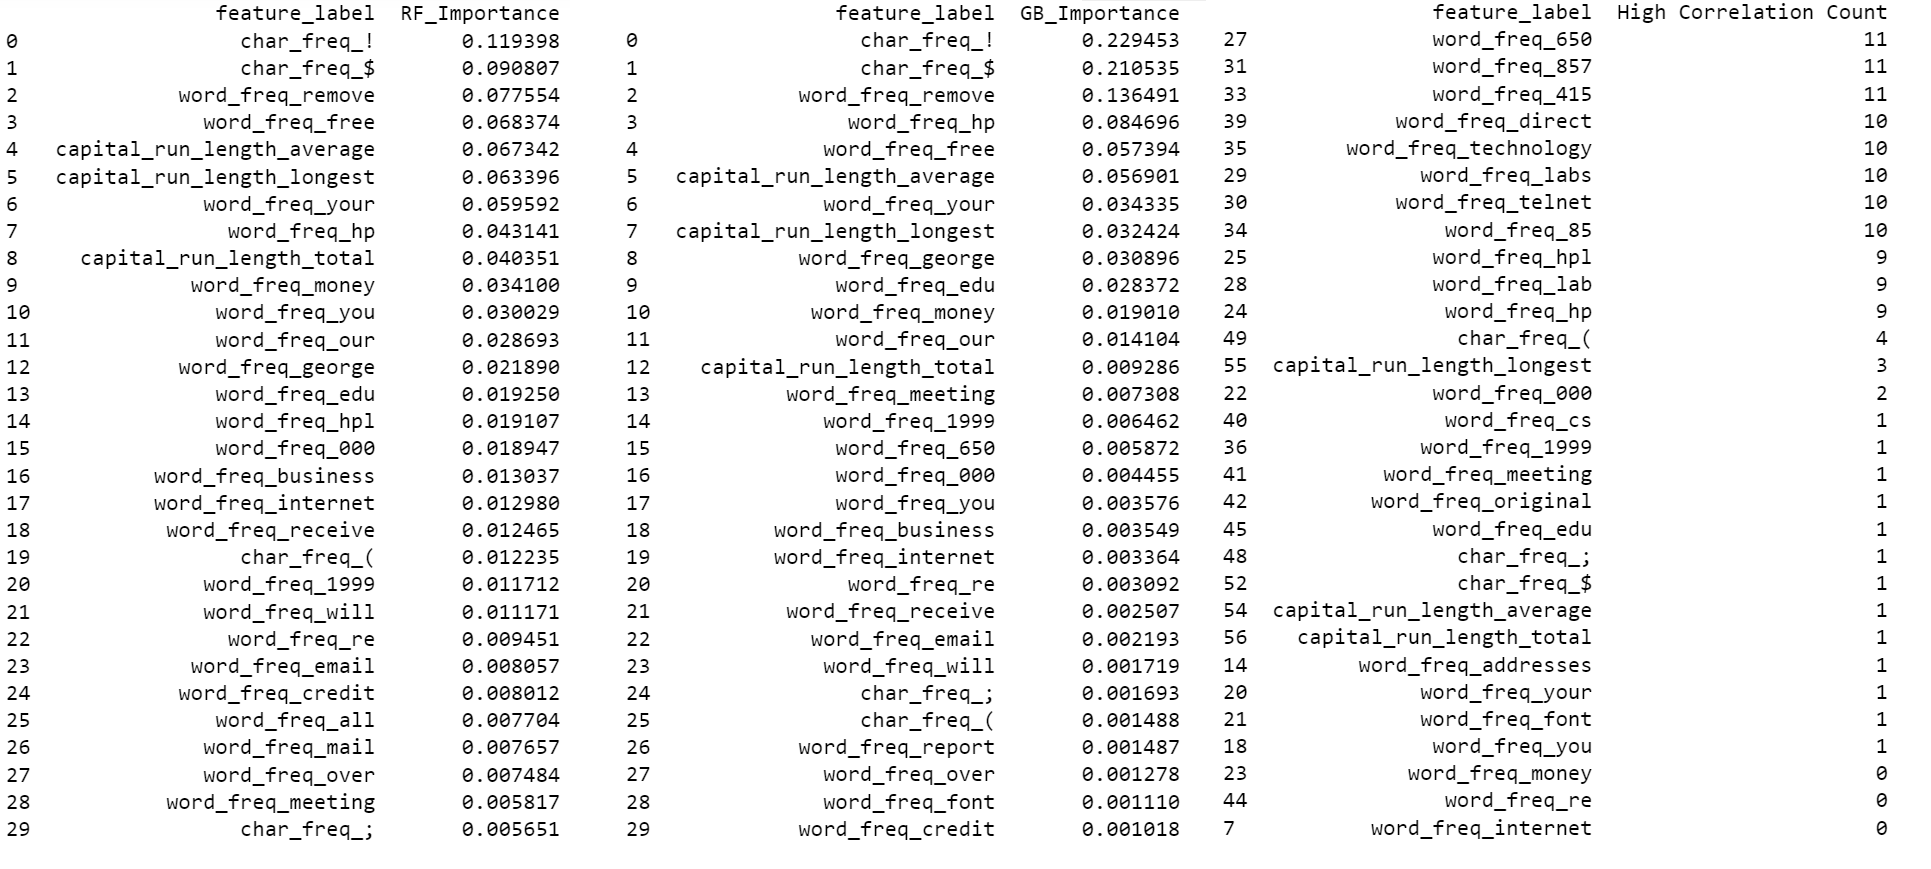 feature_label RF_Importance feature_label GB_Importance feature_label High Correlation Count
0 char_freq_! 0.119398 0 char_freq_! 0.229453 27 word_freq_650 11
1 char_freq_$ 0.090807 1 char_freq_$ 0.210535 31 word_freq_857 11
2 word_freq_remove 0.077554 2 word_freq_remove 0.136491 33 word_freq_415 11
3 word_freq_free 0.068374 3 word_freq_hp 0.084696 39 word_freq_direct 10
4 capital_run_length_average 0.067342 4 word_freq_free 0.057394 35 word_freq_technology 10
5 capital_run_length_longest 0.063396 5 capital_run_length_average 0.056901 29 word_freq_labs 10
6 word_freq_your 0.059592 6 word_freq_your 0.034335 30 word_freq_telnet 10
7 word_freq_hp 0.043141 7 capital_run_length_longest 0.032424 34 word_freq_85 10
8 capital_run_length_total 0.040351 8 word_freq_george 0.030896 25 word_freq_hpl 9
9 word_freq_money 0.034100 9 word_freq_edu 0.028372 28 word_freq_lab 9
10 word_freq_you 0.030029 10 word_freq_money 0.019010 24 word_freq_hp 9
11 word_freq_our 0.028693 11 word_freq_our 0.014104 49 char_freq_( 4
12 word_freq_george 0.021890 12 capital_run_length_total 0.009286 55 capital_run_length_longest 3
13 word_freq_edu 0.019250 13 word_freq_meeting 0.007308 22 word_freq_000 2
14 word_freq_hpl 0.019107 14 word_freq_1999 0.006462 40 word_freq_cs 1
15 word_freq_000 0.018947 15 word_freq_650 0.005872 36 word_freq_1999 1
16 word_freq_business 0.013037 16 word_freq_000 0.004455 41 word_freq_meeting 1
17 word_freq_internet 0.012980 17 word_freq_you 0.003576 42 word_freq_original 1
18 word_freq_receive 0.012465 18 word_freq_business 0.003549 45 word_freq_edu 1
19 char_freq_( 0.012235 19 word_freq_internet 0.003364 48 char_freq_; 1
20 word_freq_1999 0.011712 20 word_freq_re 0.003092 52 char_freq_$ 1
21 word_freq_will 0.011171 21 word_freq_receive 0.002507 54 capital_run_length_average 1
22 word_freq_re 0.009451 22 word_freq_email 0.002193 56 capital_run_length_total 1
23 word_freq_email 0.008057 23 word_freq_will 0.001719 14 word_freq_addresses 1
24 word_freq_credit 0.008012 24 char_freq_; 0.001693 20 word_freq_your 1
25 word_freq_all 0.007704 25 char_freq_( 0.001488 21 word_freq_font 1
26 word_freq_mail 0.007657 26 word_freq_report 0.001487 18 word_freq_you 1
27 word_freq_over 0.007484 27 word_freq_over 0.001278 23 word_freq_money 0
28 word_freq_meeting 0.005817 28 word_freq_font 0.001110 44 word_freq_re 0
29 char_freq_; 0.005651 29 word_freq_credit 0.001018 7 word_freq_internet 0